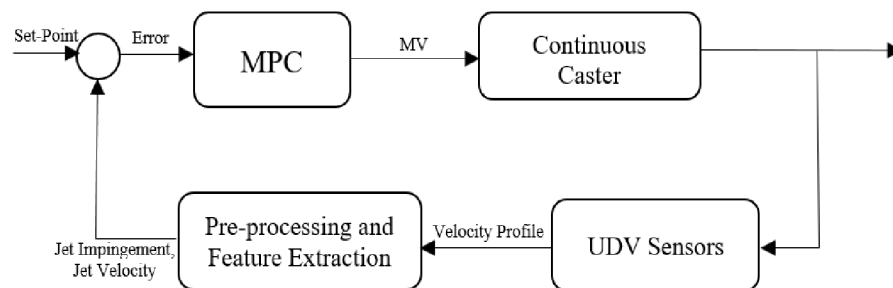 Set-Point
Error
MPC
MV
Continuous
Caster
Pre-processing and
Feature Extraction
Velocity Profile
UDV Sensors
Jet Impingement,
Jet Velocity